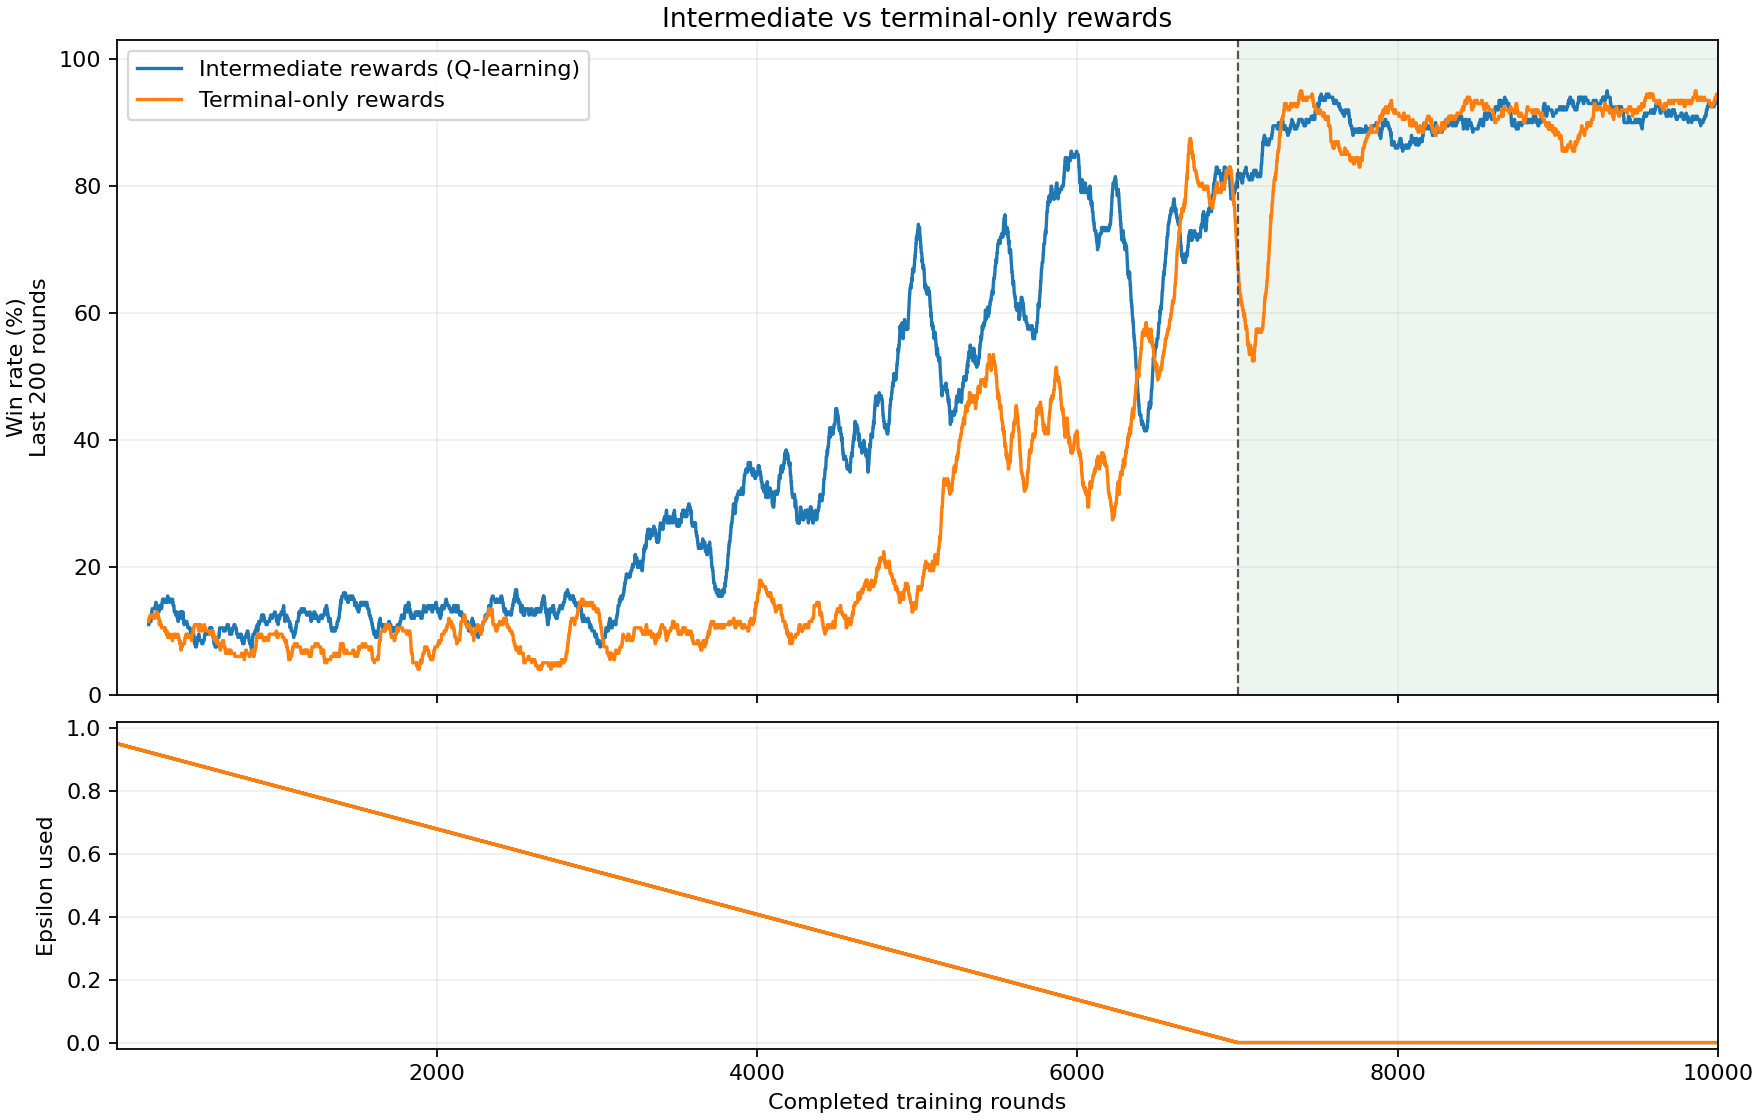 Intermediate vs terminal-only rewards
Intermediate rewards (Q-learning)
Terminal-only rewards
Win rate (%)
Last 200 rounds
100
80
60
40
20
0
Epsilon used
1.0
0.8
0.6
0.4
0.2
0.0
2000
4000
6000
8000
10000
Completed training rounds